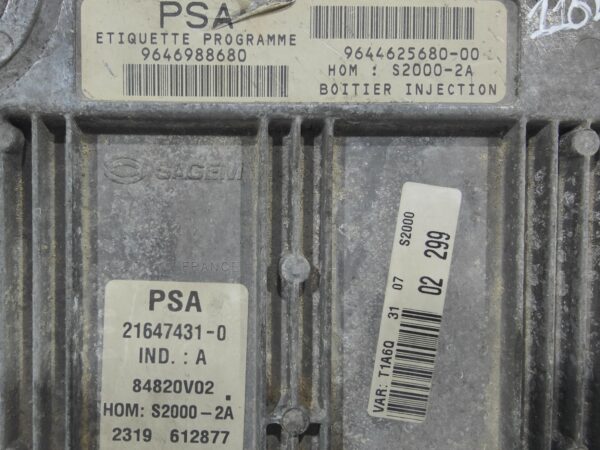 PSA
ETIQUETTE PROGRAMME
9646988680
9644625680-00
HOM : S2000-2A
BOITIER INJECTION
SAGEM
FRANCE
PSA
21647431-0
IND. : A
84820V02 .
HOM: S2000-2A
2319 612877
VAR: T1A6Q 31 07 S2000
02 299